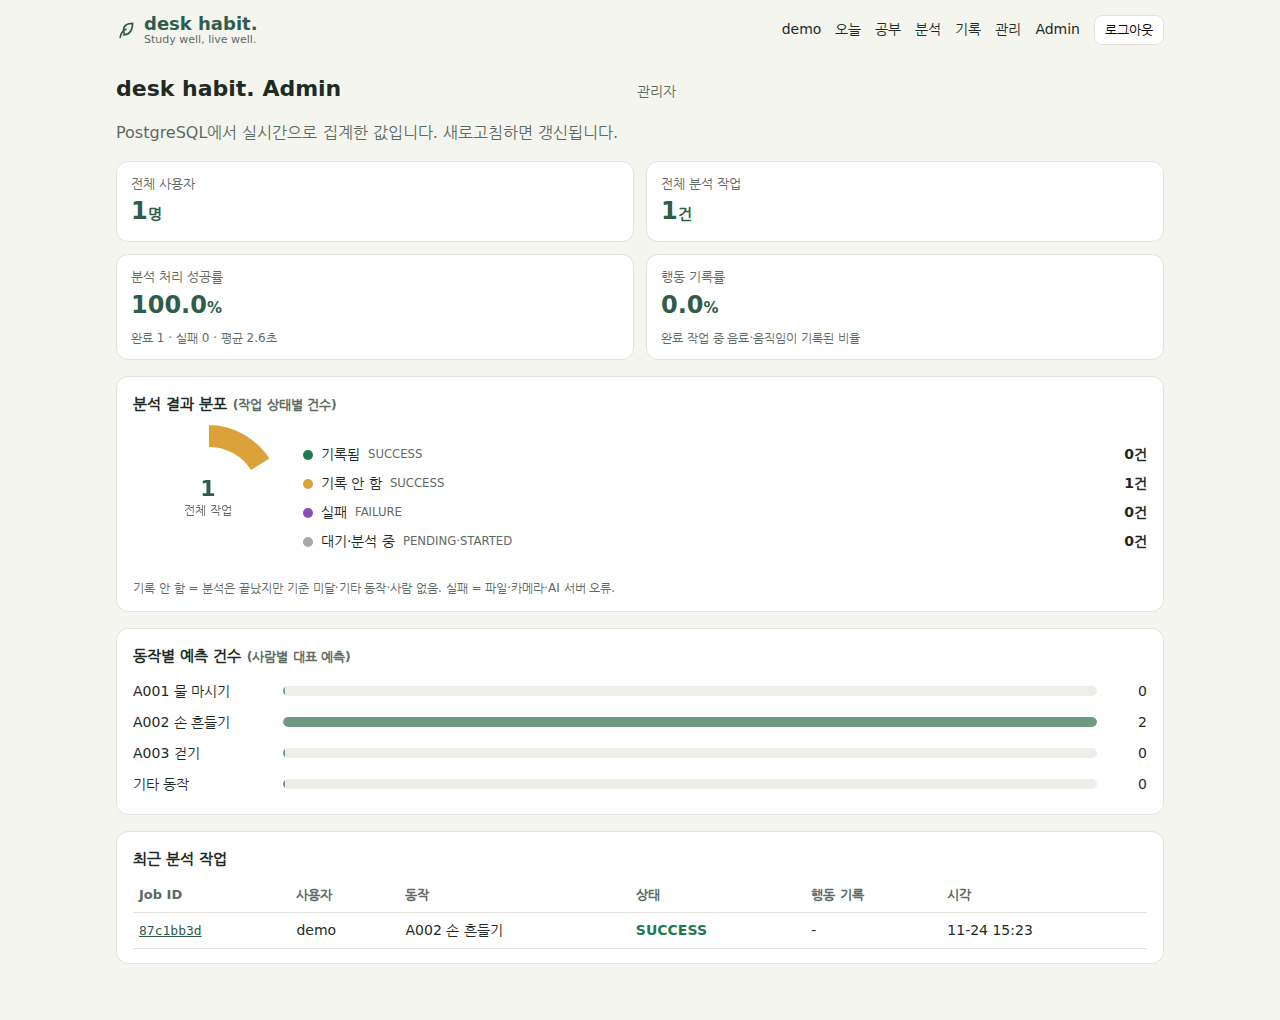 desk habit.
Study well, live well.
demo 오늘 공부 분석 기록 관리 Admin 로그아웃
desk habit. Admin
관리자
PostgreSQL에서 실시간으로 집계한 값입니다. 새로고침하면 갱신됩니다.
전체 사용자
1명
전체 분석 작업
1건
분석 처리 성공률
100.0%
완료 1 · 실패 0 · 평균 2.6초
행동 기록률
0.0%
완료 작업 중 음료·움직임이 기록된 비율
분석 결과 분포 (작업 상태별 건수)
1
전체 작업
기록됨 SUCCESS 0건
기록 안 함 SUCCESS 1건
실패 FAILURE 0건
대기·분석 중 PENDING·STARTED 0건
기록 안 함 = 분석은 끝났지만 기준 미달·기타 동작·사람 없음. 실패 = 파일·카메라·AI 서버 오류.
동작별 예측 건수 (사람별 대표 예측)
A001 물 마시기 0
A002 손 흔들기 2
A003 걷기 0
기타 동작 0
최근 분석 작업
Job ID 사용자 동작 상태 행동 기록 시각
87c1bb3d demo A002 손 흔들기 SUCCESS - 11-24 15:23